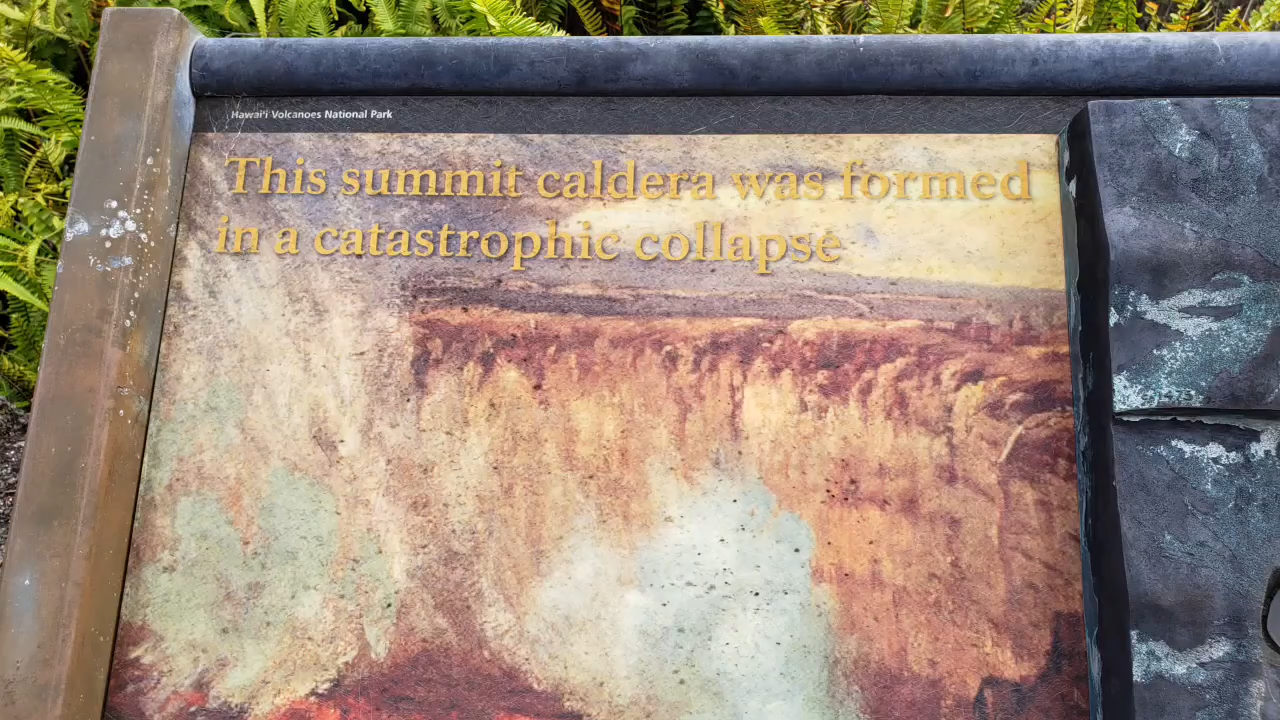 Hawai'i Volcanoes National Park
This summit caldera was formed
in a catastrophic collapse